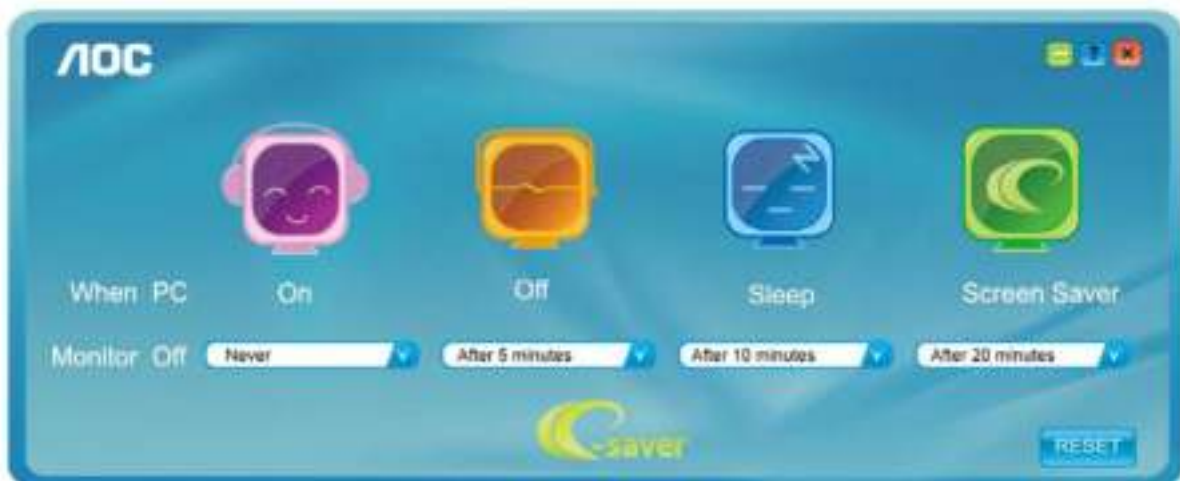 AOC
?
When PC On Off Sleep Screen Saver
Monitor Off Never After 5 minutes After 10 minutes After 20 minutes
e-saver
RESET